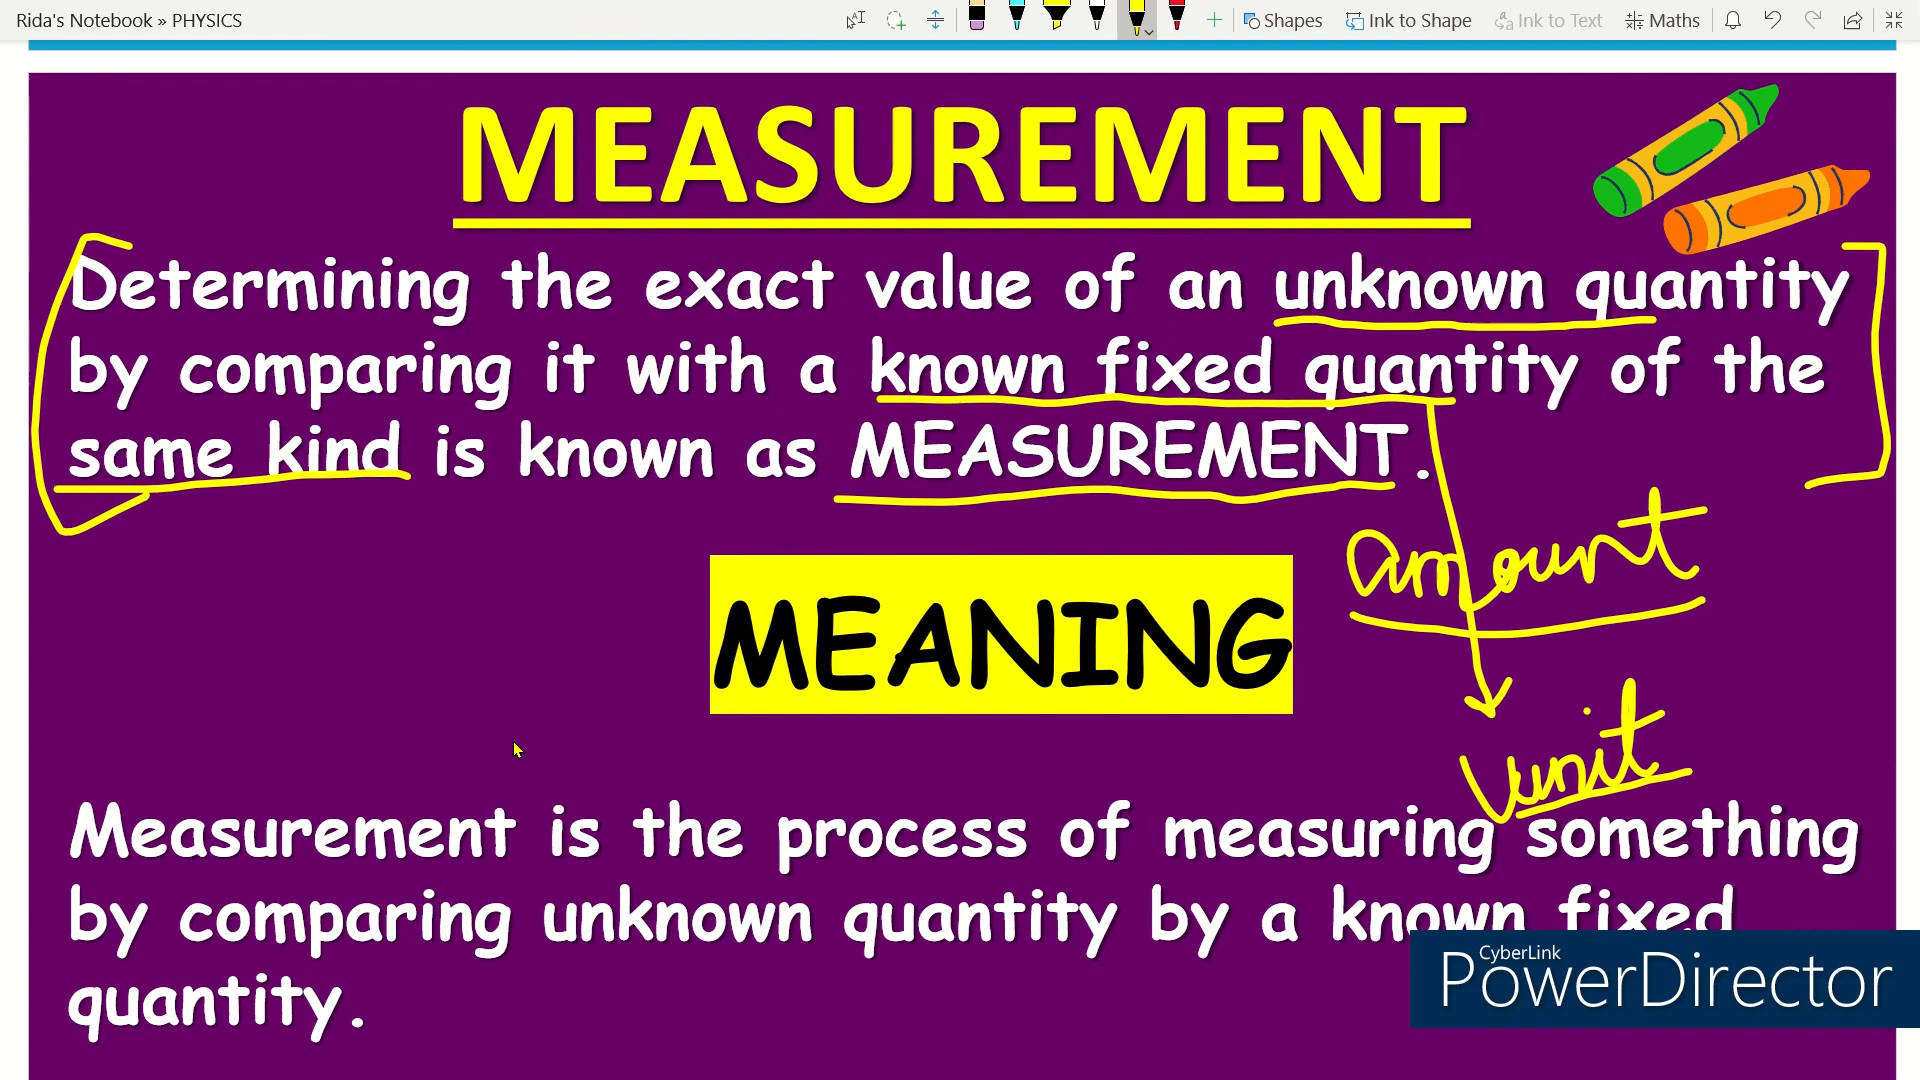 Rida's Notebook » PHYSICS
Shapes Ink to Shape Ink to Text Maths
MEASUREMENT
Determining the exact value of an unknown quantity
by comparing it with a known fixed quantity of the
same kind is known as MEASUREMENT.
amount
MEANING
unit
Measurement is the process of measuring something
by comparing unknown quantity by a known fixed
quantity.
CyberLink
PowerDirector